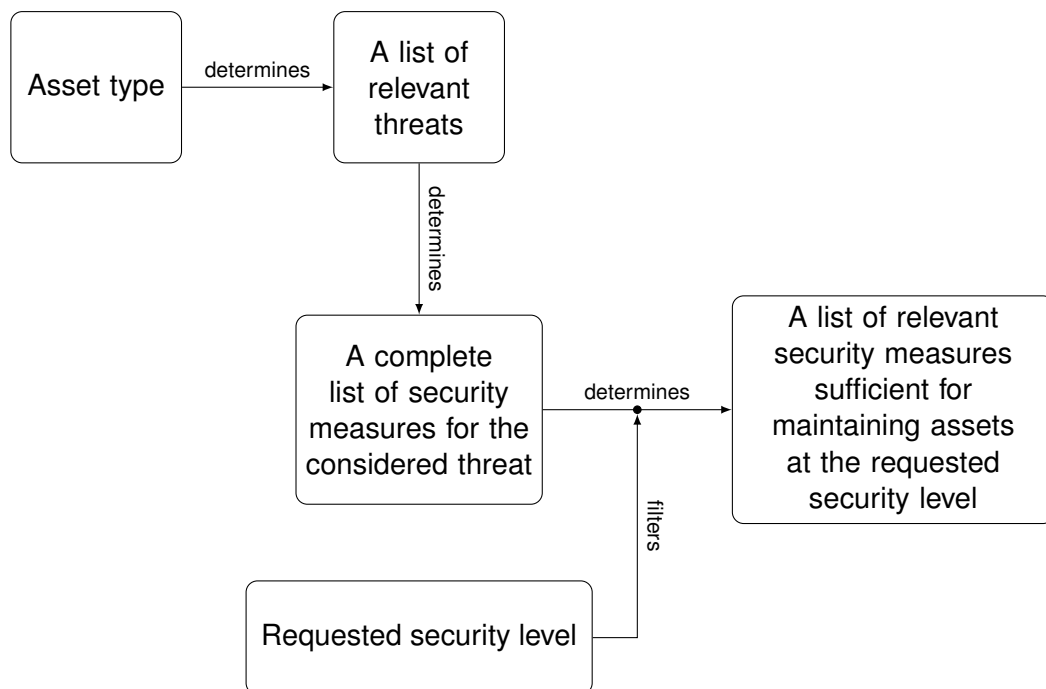 Asset type
determines
A list of
relevant
threats
determines
A complete
list of security
measures for the
considered threat
determines
A list of relevant
security measures
sufficient for
maintaining assets
at the requested
security level
filters
Requested security level